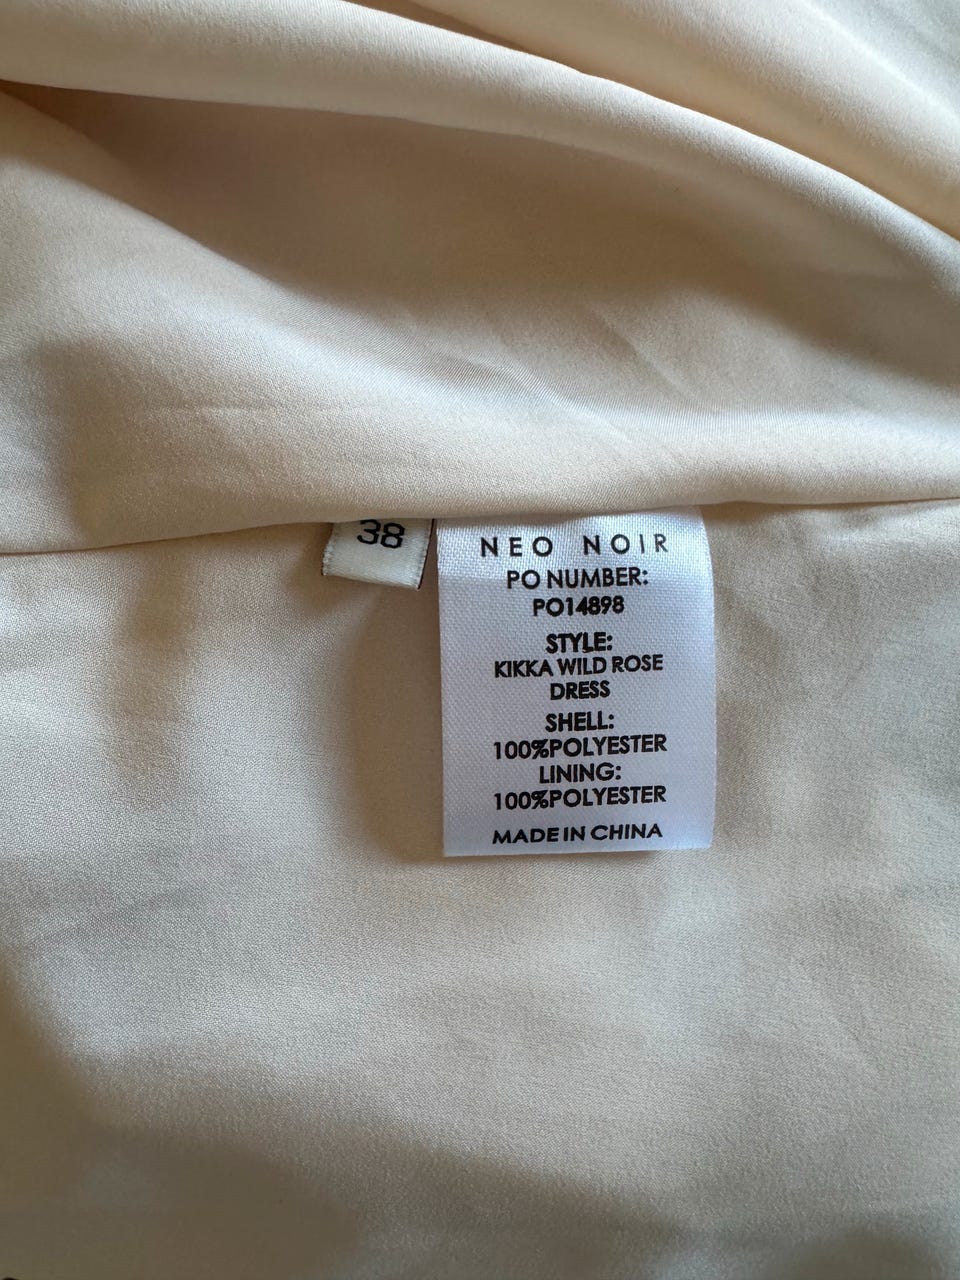 38
NEO NOIR
PO NUMBER:
PO14898
STYLE:
KIKKA WILD ROSE
DRESS
SHELL:
100%POLYESTER
LINING:
100%POLYESTER
MADE IN CHINA